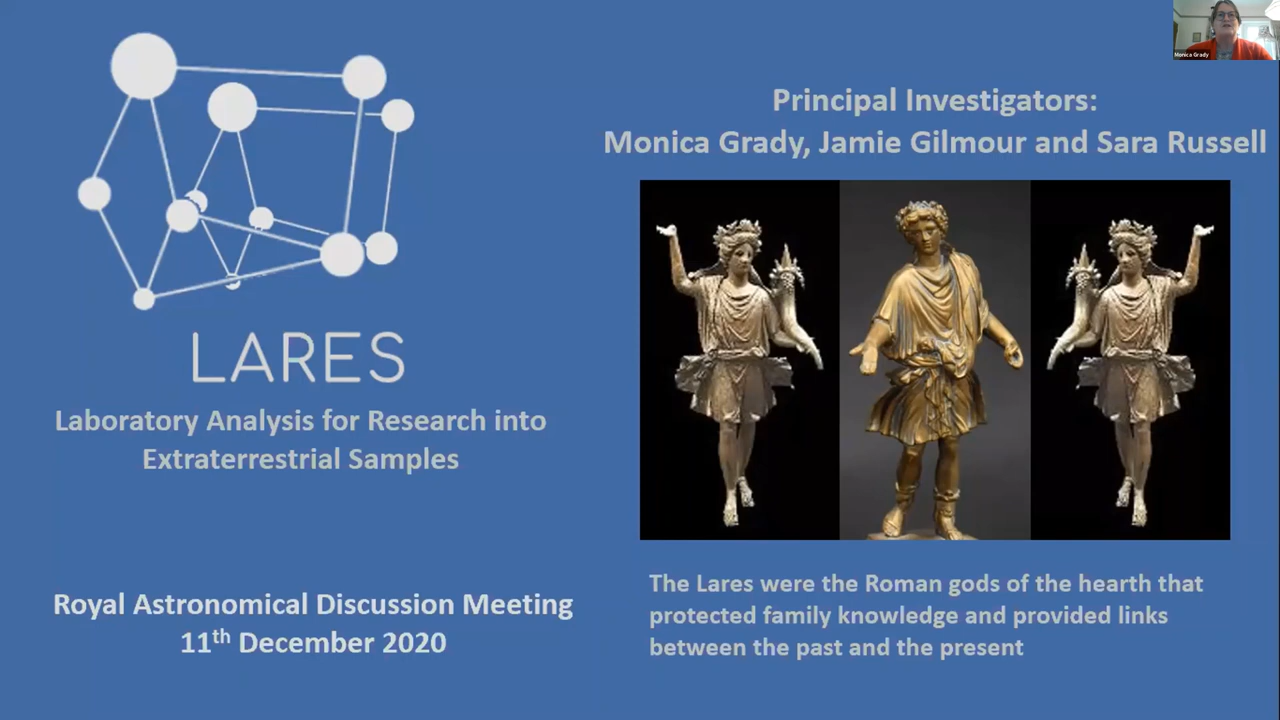 Monica Grady
LARES
Laboratory Analysis for Research into
Extraterrestrial Samples
Royal Astronomical Discussion Meeting
11th December 2020
Principal Investigators:
Monica Grady, Jamie Gilmour and Sara Russell
The Lares were the Roman gods of the hearth that
protected family knowledge and provided links
between the past and the present